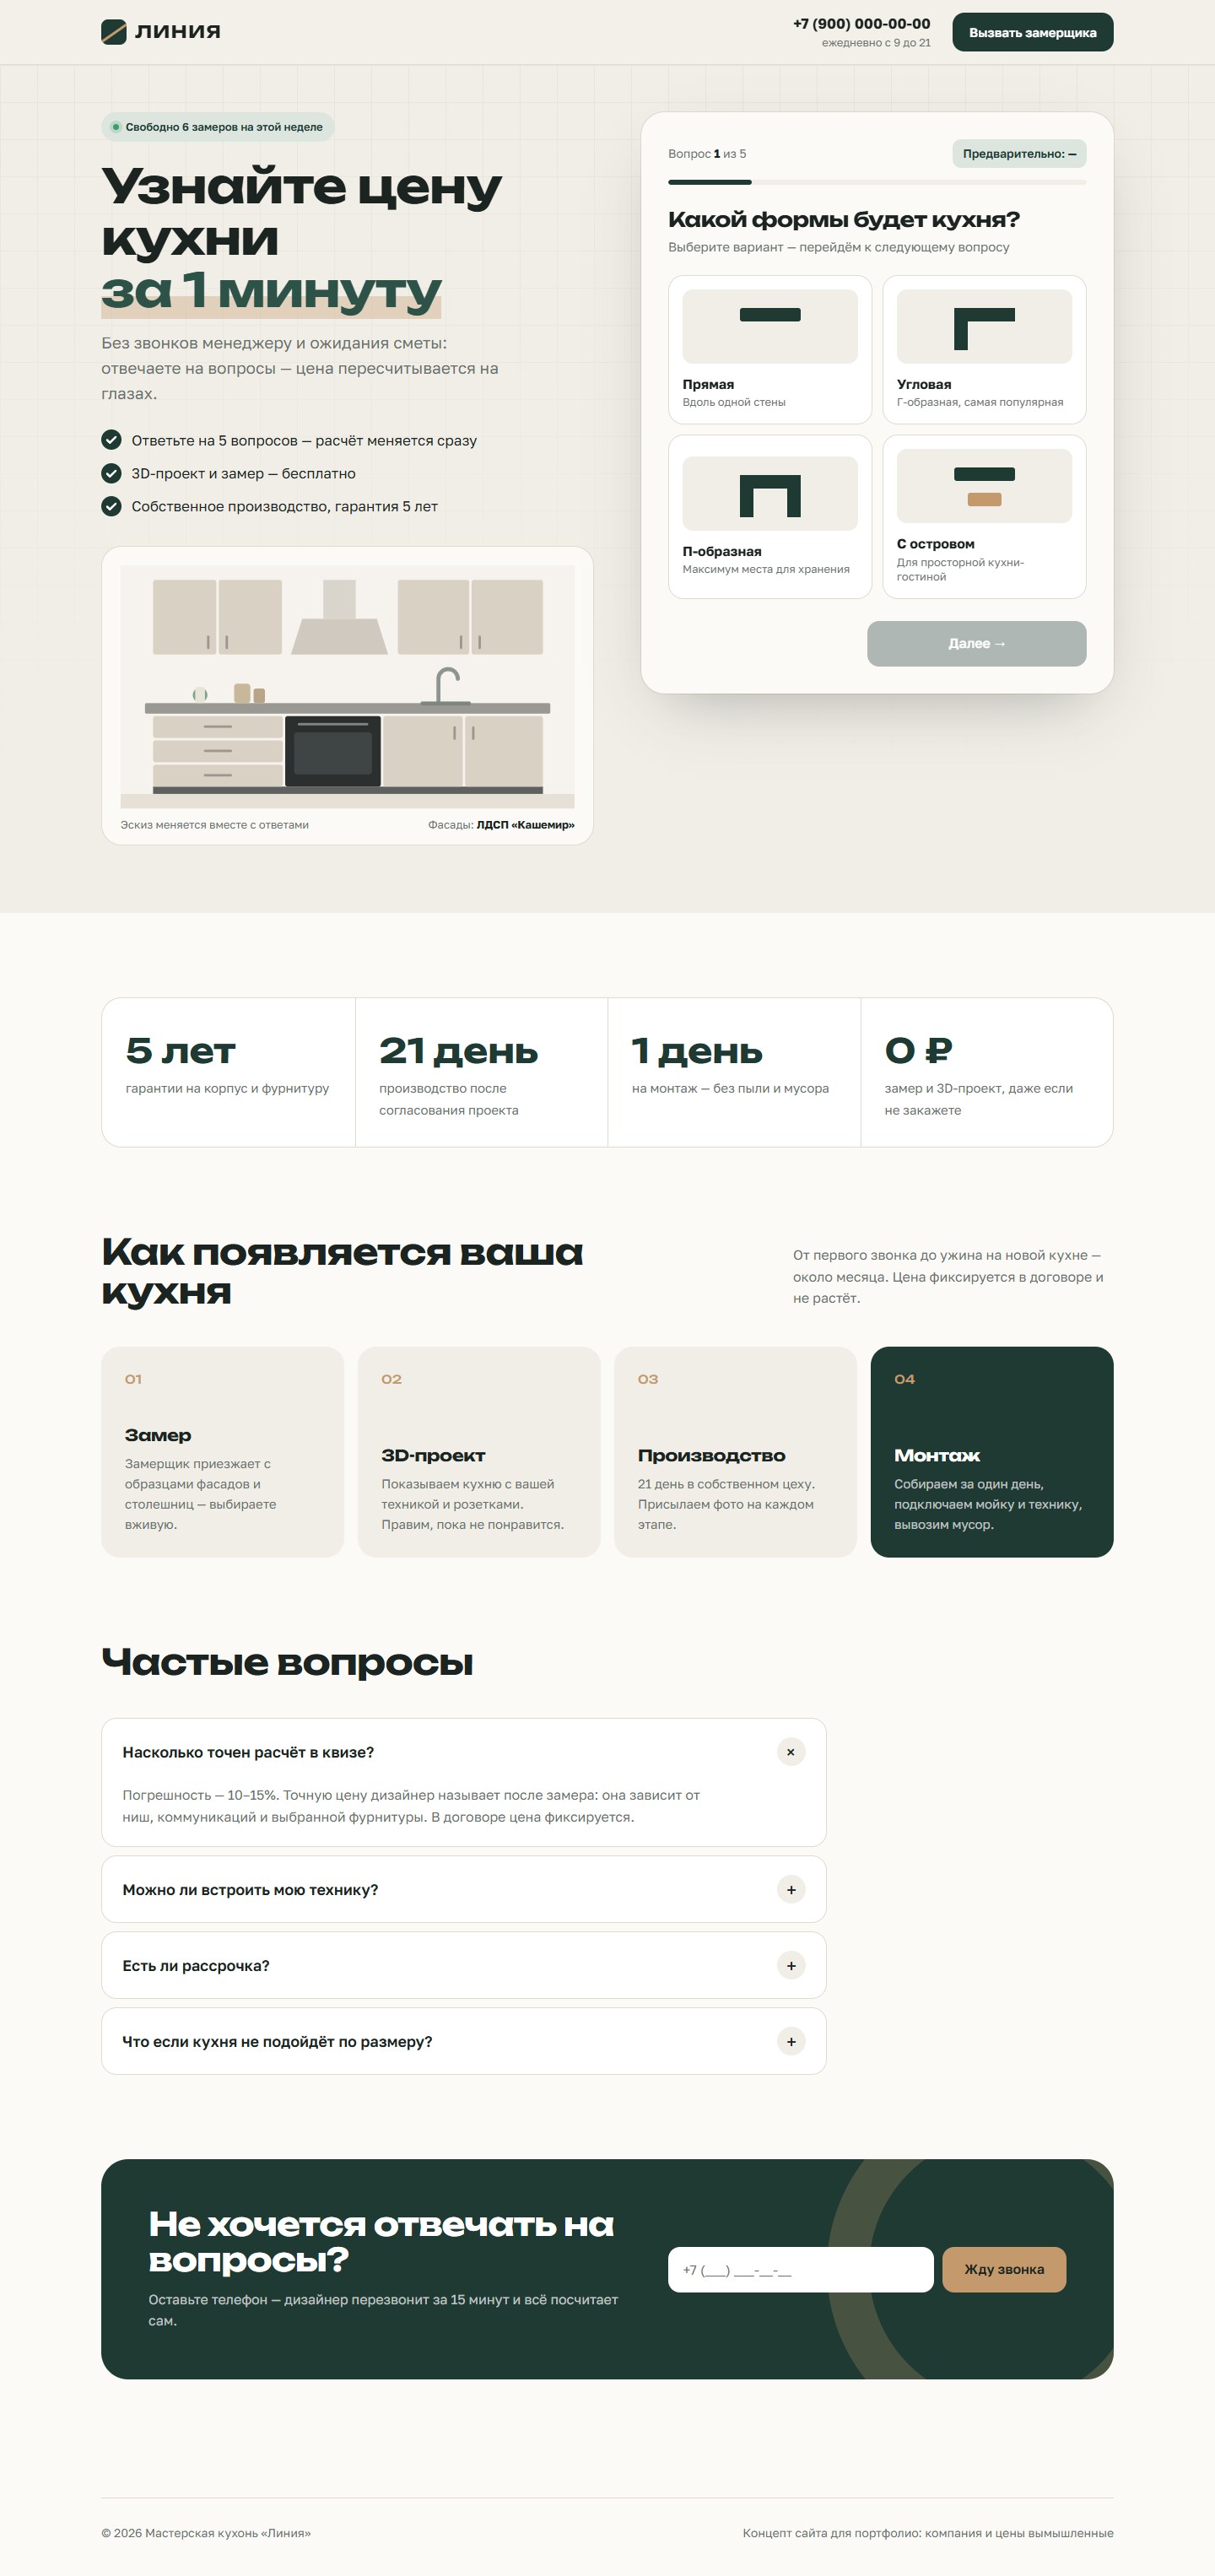 ЛИНИЯ
+7 (900) 000-00-00
ежедневно с 9 до 21
Вызвать замерщика
Свободно 6 замеров на этой неделе
Узнайте цену
кухни
за 1 минуту
Без звонков менеджеру и ожидания сметы:
отвечаете на вопросы — цена пересчитывается на
глазах.
Ответьте на 5 вопросов — расчёт меняется сразу
3D-проект и замер — бесплатно
Собственное производство, гарантия 5 лет
Эскиз меняется вместе с ответами
Фасады: ЛДСП «Кашемир»
Вопрос 1 из 5
Предварительно: —
Какой формы будет кухня?
Выберите вариант — перейдём к следующему вопросу
Прямая
Вдоль одной стены
Угловая
Г-образная, самая популярная
П-образная
Максимум места для хранения
С островом
Для просторной кухни-
гостиной
Далее →
5 лет
гарантии на корпус и фурнитуру
21 день
производство после
согласования проекта
1 день
на монтаж — без пыли и мусора
0 ₽
замер и 3D-проект, даже если
не закажете
Как появляется ваша
кухня
От первого звонка до ужина на новой кухне —
около месяца. Цена фиксируется в договоре и
не растёт.
01
Замер
Замерщик приезжает с
образцами фасадов и
столешниц — выбираете
вживую.
02
3D-проект
Показываем кухню с вашей
техникой и розетками.
Правим, пока не понравится.
03
Производство
21 день в собственном цеху.
Присылаем фото на каждом
этапе.
04
Монтаж
Собираем за один день,
подключаем мойку и технику,
вывозим мусор.
Частые вопросы
Насколько точен расчёт в квизе?
×
Погрешность — 10–15%. Точную цену дизайнер называет после замера: она зависит от
ниш, коммуникаций и выбранной фурнитуры. В договоре цена фиксируется.
Можно ли встроить мою технику?
+
Есть ли рассрочка?
+
Что если кухня не подойдёт по размеру?
+
Не хочется отвечать на
вопросы?
Оставьте телефон — дизайнер перезвонит за 15 минут и всё посчитает
сам.
+7 (___) ___-__-__
Жду звонка
© 2026 Мастерская кухонь «Линия»
Концепт сайта для портфолио: компания и цены вымышленные